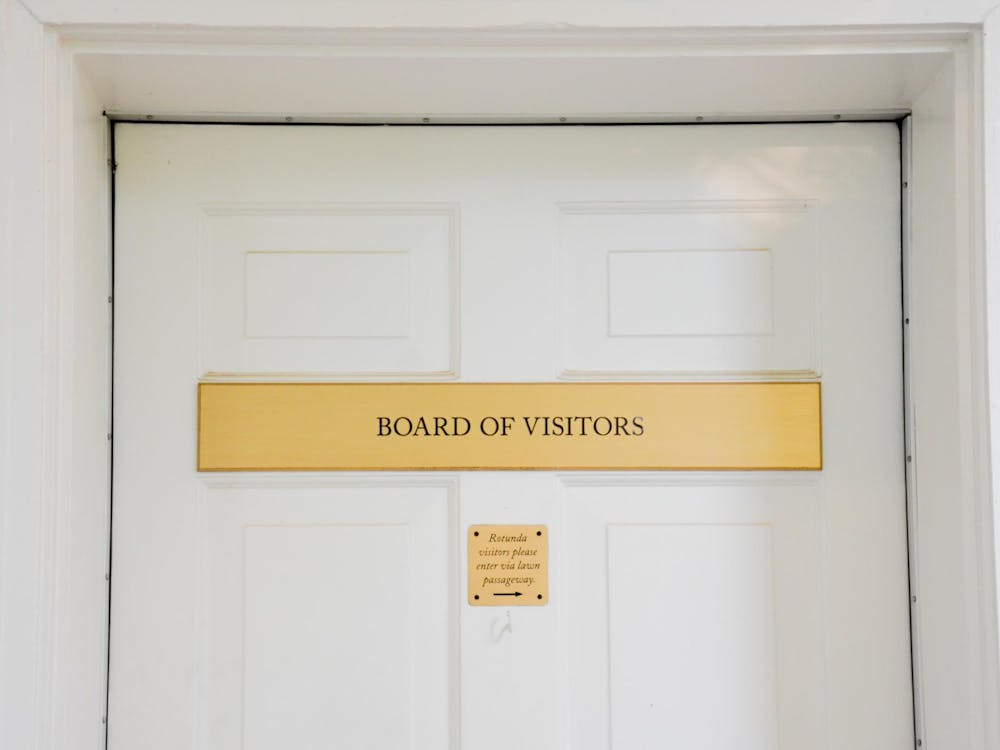 BOARD OF VISITORS
Rotunda
visitors please
enter via lawn
passageway.